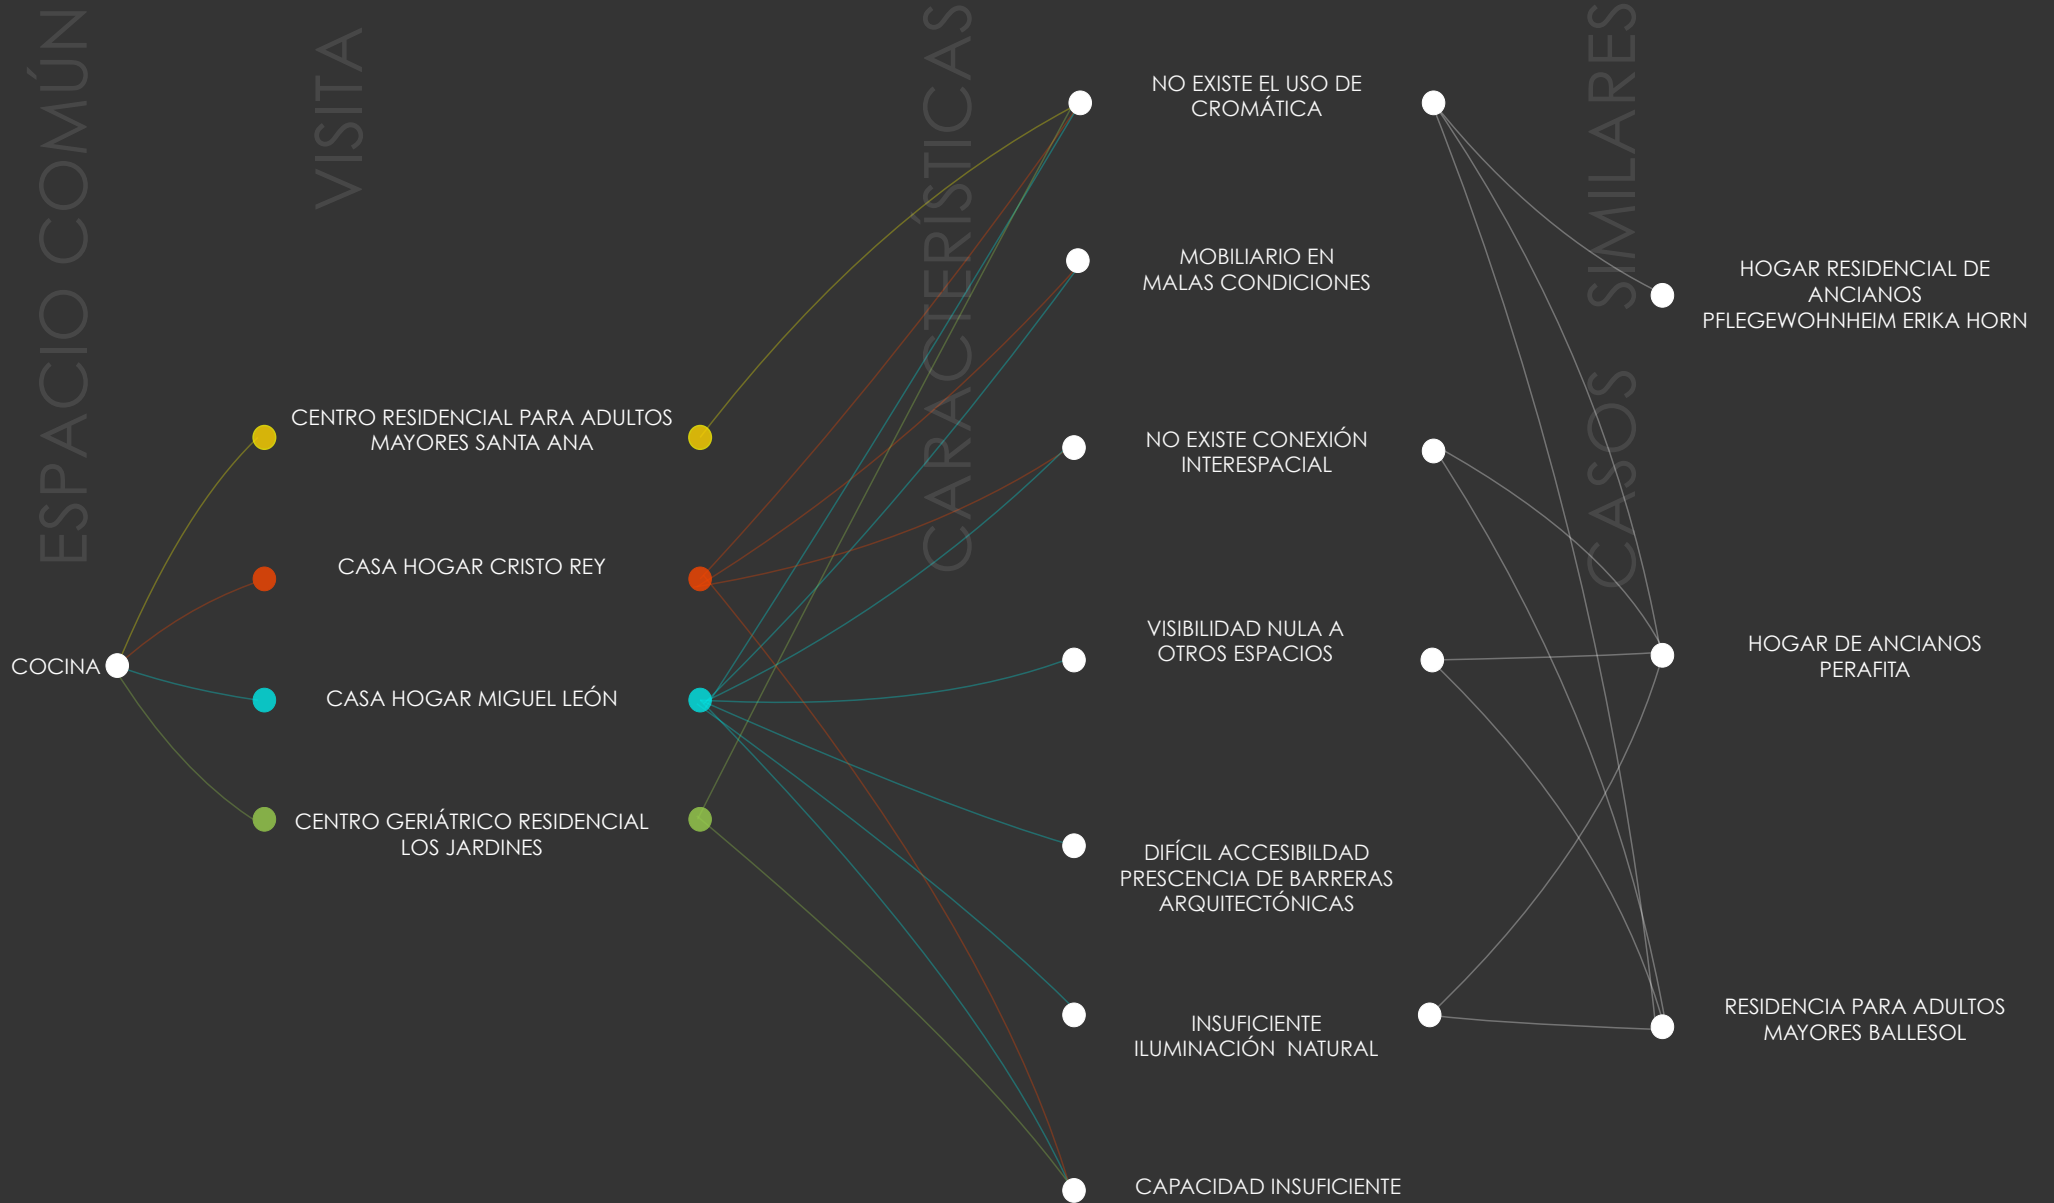 ESPACIO COMÚN
VISITA
CARACTERÍSTICAS
CASOS SIMILARES
COCINA
CENTRO RESIDENCIAL PARA ADULTOS
MAYORES SANTA ANA
CASA HOGAR CRISTO REY
CASA HOGAR MIGUEL LEÓN
CENTRO GERIÁTRICO RESIDENCIAL
LOS JARDINES
NO EXISTE EL USO DE
CROMÁTICA
MOBILIARIO EN
MALAS CONDICIONES
NO EXISTE CONEXIÓN
INTERESPACIAL
VISIBILIDAD NULA A
OTROS ESPACIOS
DIFÍCIL ACCESIBILDAD
PRESCENCIA DE BARRERAS
ARQUITECTÓNICAS
INSUFICIENTE
ILUMINACIÓN NATURAL
CAPACIDAD INSUFICIENTE
HOGAR RESIDENCIAL DE
ANCIANOS
PFLEGEWOHNHEIM ERIKA HORN
HOGAR DE ANCIANOS
PERAFITA
RESIDENCIA PARA ADULTOS
MAYORES BALLESOL